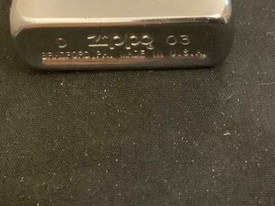 D Zippo 03
BRADFORD, PA. MADE IN U.S.A.